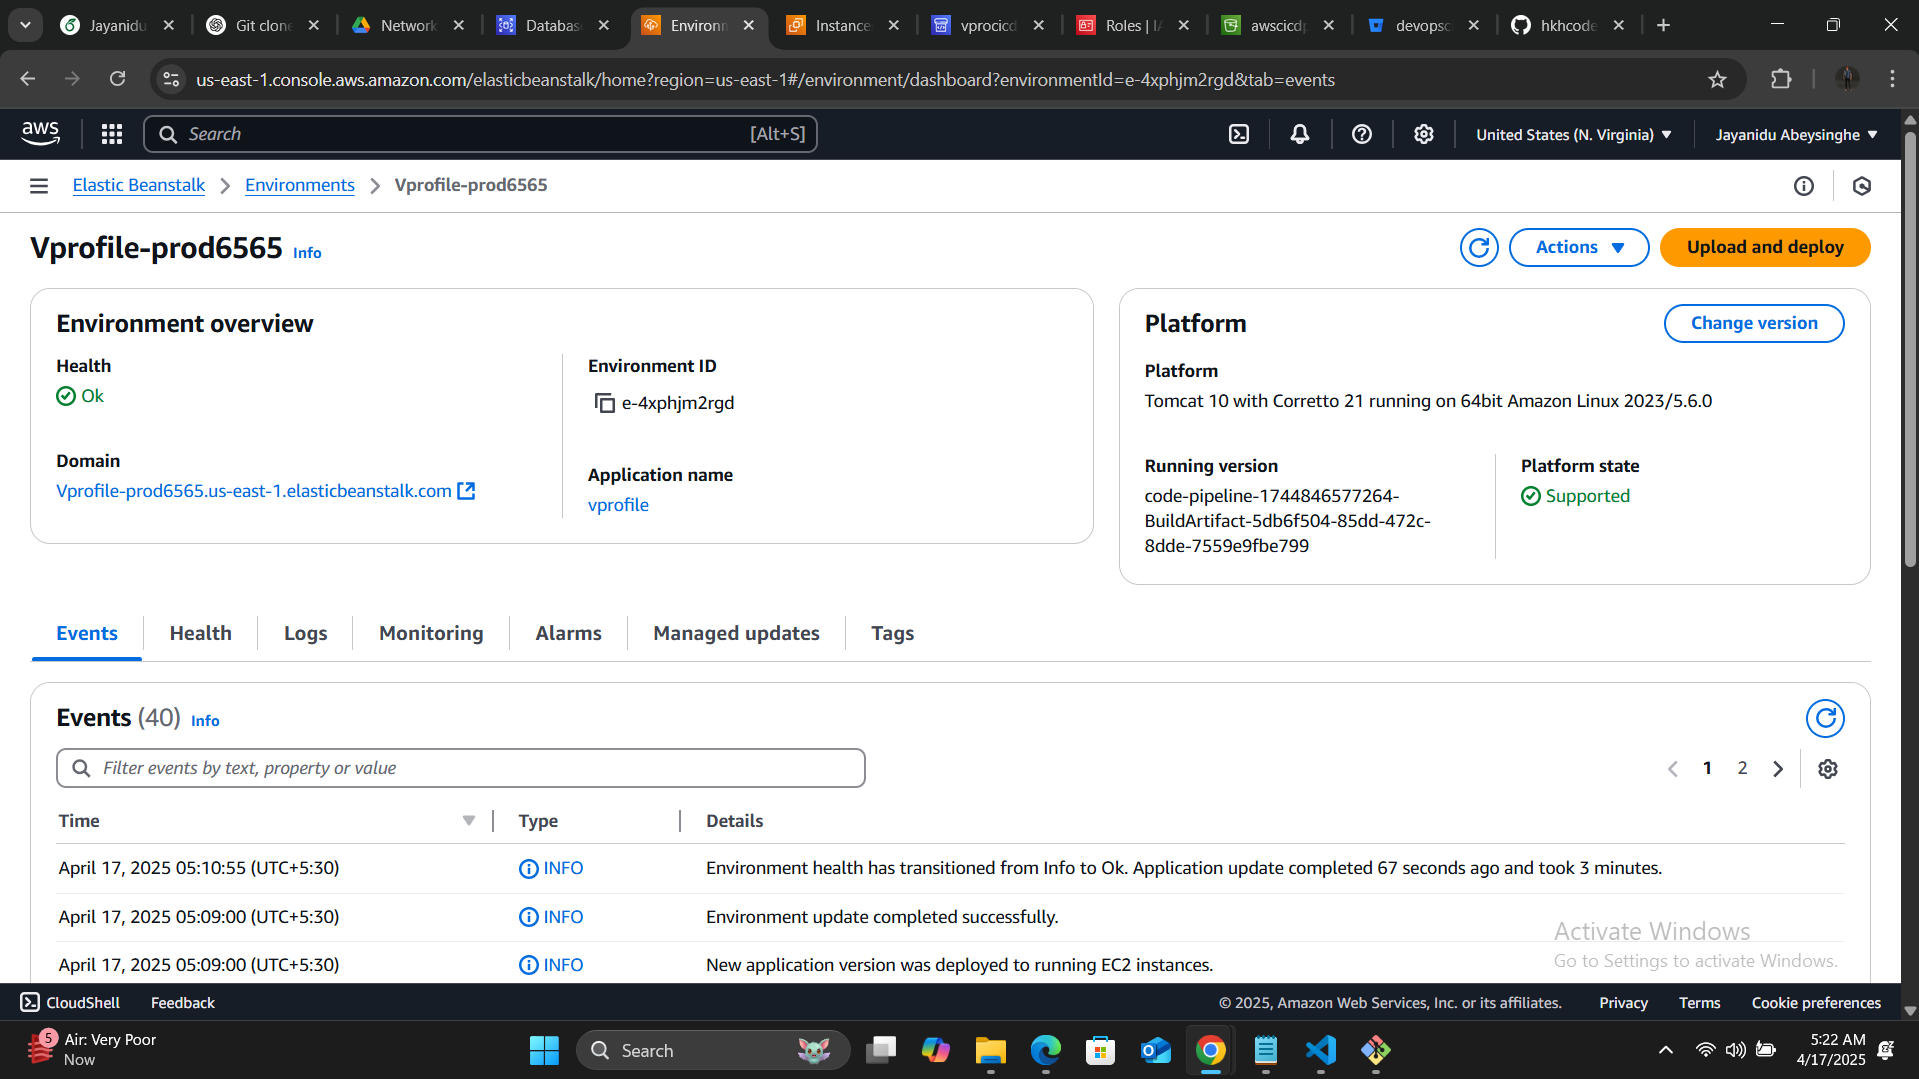 Jayanidu
Git clone
Network
Databas
Environm
Instance
vprocicd
Roles | IA
awscicdp
devopsci
hkhcode
us-east-1.console.aws.amazon.com/elasticbeanstalk/home?region=us-east-1#/environment/dashboard?environmentId=e-4xphjm2rgd&tab=events
aws
Search
[Alt+S]
United States (N. Virginia)
Jayanidu Abeysinghe
Elastic Beanstalk
Environments
Vprofile-prod6565
Vprofile-prod6565 Info
Actions
Upload and deploy
Environment overview
Health
Ok
Environment ID
e-4xphjm2rgd
Domain
Vprofile-prod6565.us-east-1.elasticbeanstalk.com
Application name
vprofile
Platform
Change version
Platform
Tomcat 10 with Corretto 21 running on 64bit Amazon Linux 2023/5.6.0
Running version
code-pipeline-1744846577264-
BuildArtifact-5db6f504-85dd-472c-
8dde-7559e9fbe799
Platform state
Supported
Events
Health
Logs
Monitoring
Alarms
Managed updates
Tags
Events (40) Info
Filter events by text, property or value
1
2
Time
Type
Details
April 17, 2025 05:10:55 (UTC+5:30)
INFO
Environment health has transitioned from Info to Ok. Application update completed 67 seconds ago and took 3 minutes.
April 17, 2025 05:09:00 (UTC+5:30)
INFO
Environment update completed successfully.
April 17, 2025 05:09:00 (UTC+5:30)
INFO
New application version was deployed to running EC2 instances.
Activate Windows
Go to Settings to activate Windows.
CloudShell
Feedback
© 2025, Amazon Web Services, Inc. or its affiliates.
Privacy
Terms
Cookie preferences
5
Air: Very Poor
Now
Search
5:22 AM
4/17/2025